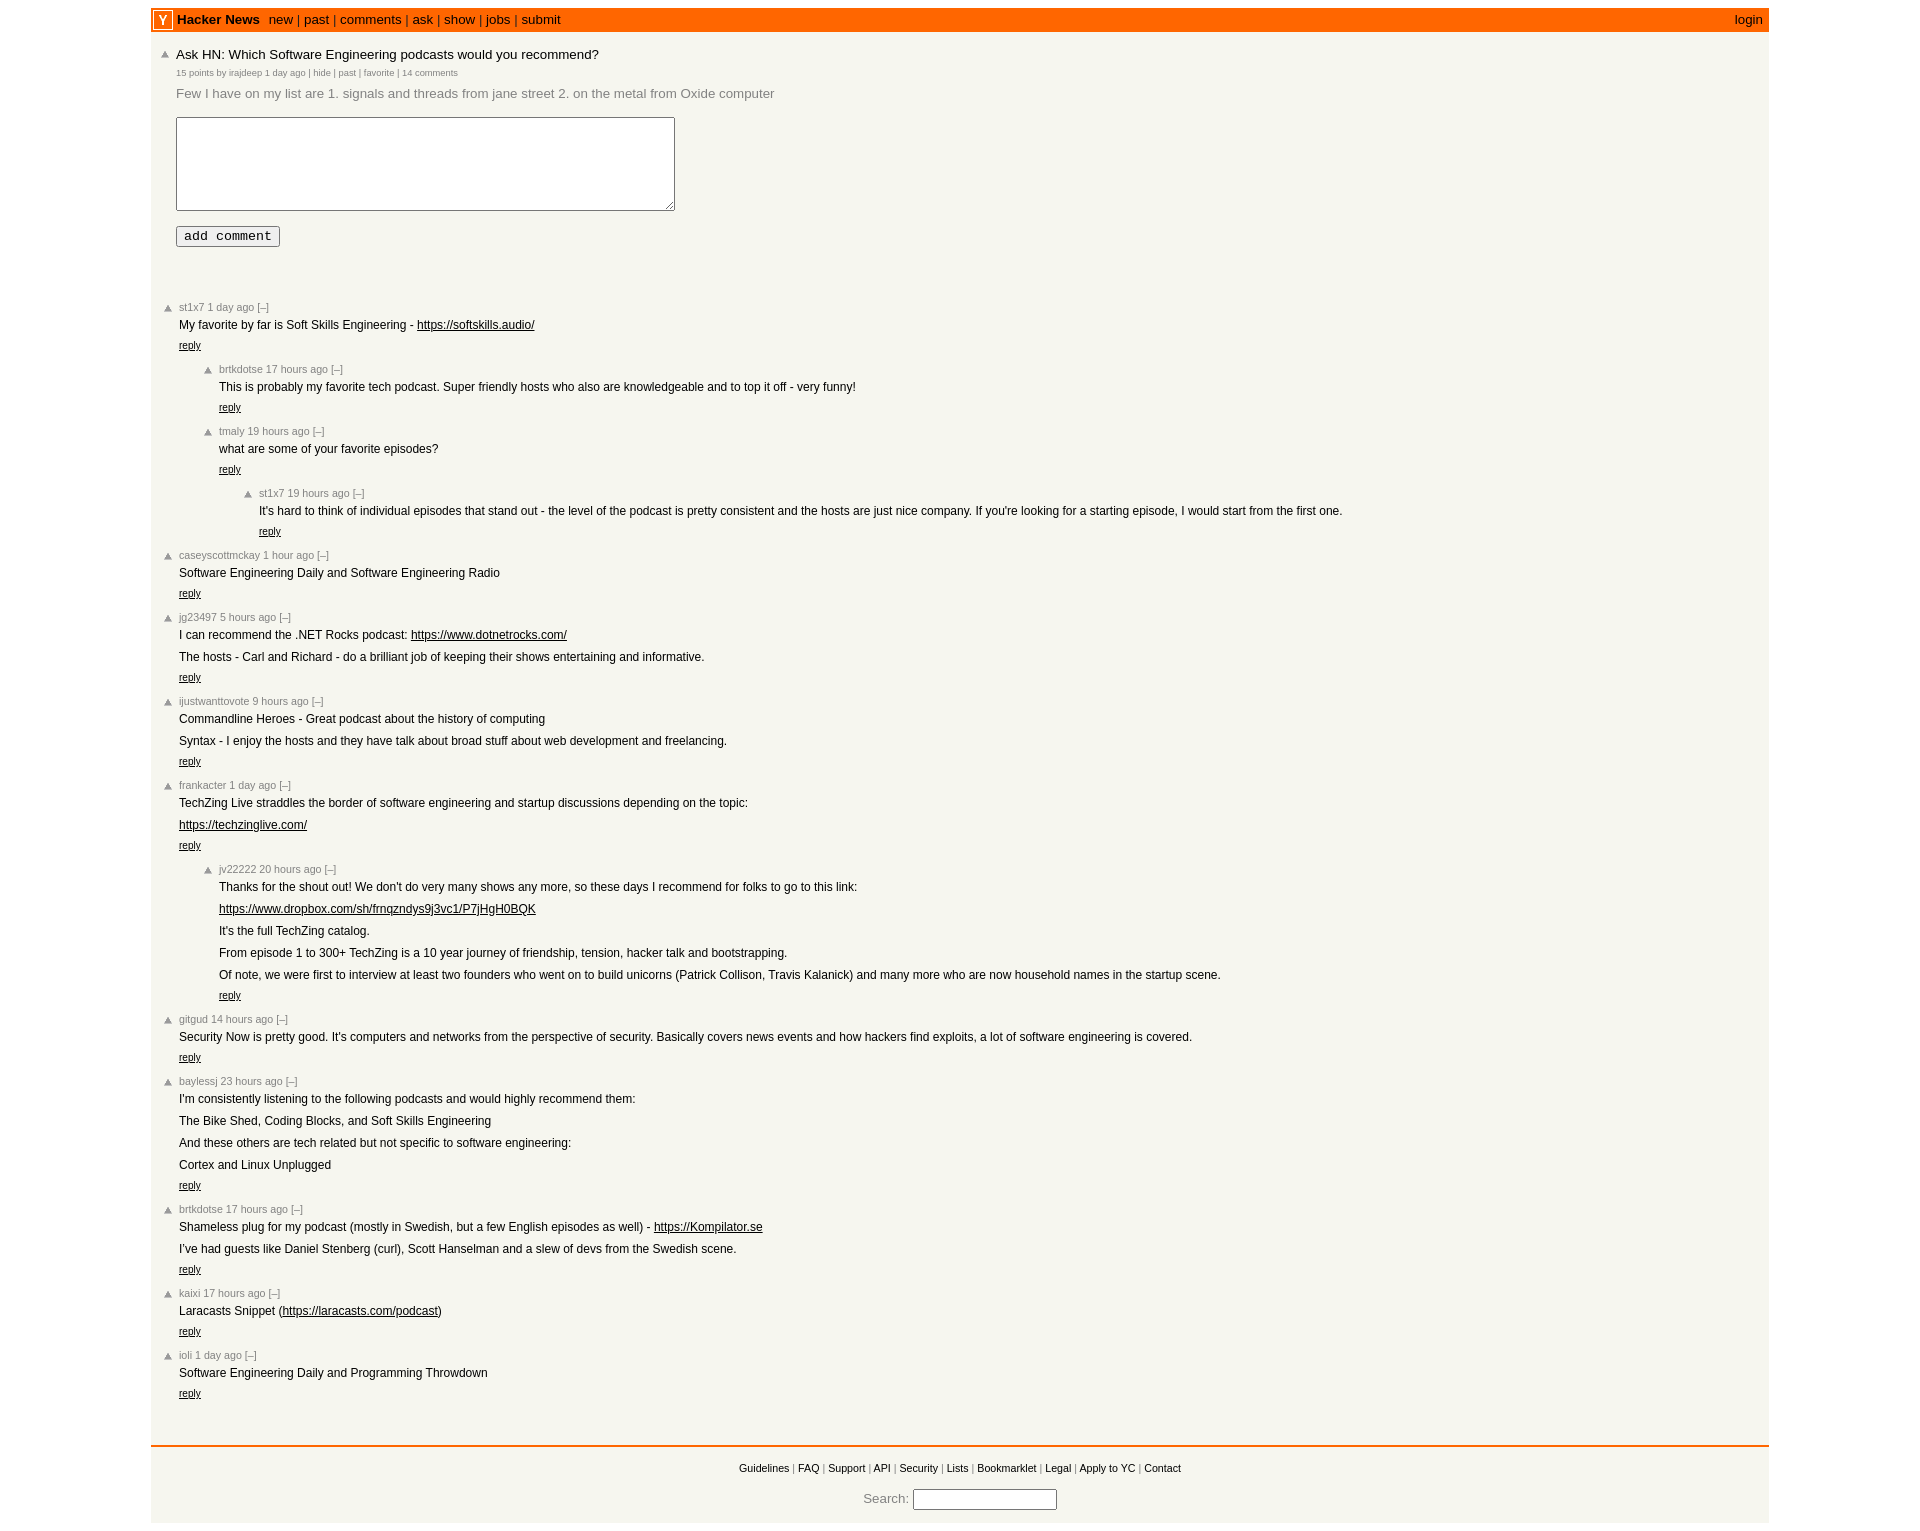 Y Hacker News new | past | comments | ask | show | jobs | submit login
Ask HN: Which Software Engineering podcasts would you recommend?
15 points by irajdeep 1 day ago | hide | past | favorite | 14 comments
Few I have on my list are 1. signals and threads from jane street 2. on the metal from Oxide computer
add comment
st1x7 1 day ago [–]
My favorite by far is Soft Skills Engineering - https://softskills.audio/
reply
brtkdotse 17 hours ago [–]
This is probably my favorite tech podcast. Super friendly hosts who also are knowledgeable and to top it off - very funny!
reply
tmaly 19 hours ago [–]
what are some of your favorite episodes?
reply
st1x7 19 hours ago [–]
It's hard to think of individual episodes that stand out - the level of the podcast is pretty consistent and the hosts are just nice company. If you're looking for a starting episode, I would start from the first one.
reply
caseyscottmckay 1 hour ago [–]
Software Engineering Daily and Software Engineering Radio
reply
jg23497 5 hours ago [–]
I can recommend the .NET Rocks podcast: https://www.dotnetrocks.com/
The hosts - Carl and Richard - do a brilliant job of keeping their shows entertaining and informative.
reply
ijustwanttovote 9 hours ago [–]
Commandline Heroes - Great podcast about the history of computing
Syntax - I enjoy the hosts and they have talk about broad stuff about web development and freelancing.
reply
frankacter 1 day ago [–]
TechZing Live straddles the border of software engineering and startup discussions depending on the topic:
https://techzinglive.com/
reply
jv22222 20 hours ago [–]
Thanks for the shout out! We don't do very many shows any more, so these days I recommend for folks to go to this link:
https://www.dropbox.com/sh/frnqzndys9j3vc1/P7jHgH0BQK
It's the full TechZing catalog.
From episode 1 to 300+ TechZing is a 10 year journey of friendship, tension, hacker talk and bootstrapping.
Of note, we were first to interview at least two founders who went on to build unicorns (Patrick Collison, Travis Kalanick) and many more who are now household names in the startup scene.
reply
gitgud 14 hours ago [–]
Security Now is pretty good. It's computers and networks from the perspective of security. Basically covers news events and how hackers find exploits, a lot of software engineering is covered.
reply
baylessj 23 hours ago [–]
I'm consistently listening to the following podcasts and would highly recommend them:
The Bike Shed, Coding Blocks, and Soft Skills Engineering
And these others are tech related but not specific to software engineering:
Cortex and Linux Unplugged
reply
brtkdotse 17 hours ago [–]
Shameless plug for my podcast (mostly in Swedish, but a few English episodes as well) - https://Kompilator.se
I've had guests like Daniel Stenberg (curl), Scott Hanselman and a slew of devs from the Swedish scene.
reply
kaixi 17 hours ago [–]
Laracasts Snippet (https://laracasts.com/podcast)
reply
ioli 1 day ago [–]
Software Engineering Daily and Programming Throwdown
reply
Guidelines | FAQ | Support | API | Security | Lists | Bookmarklet | Legal | Apply to YC | Contact
Search: